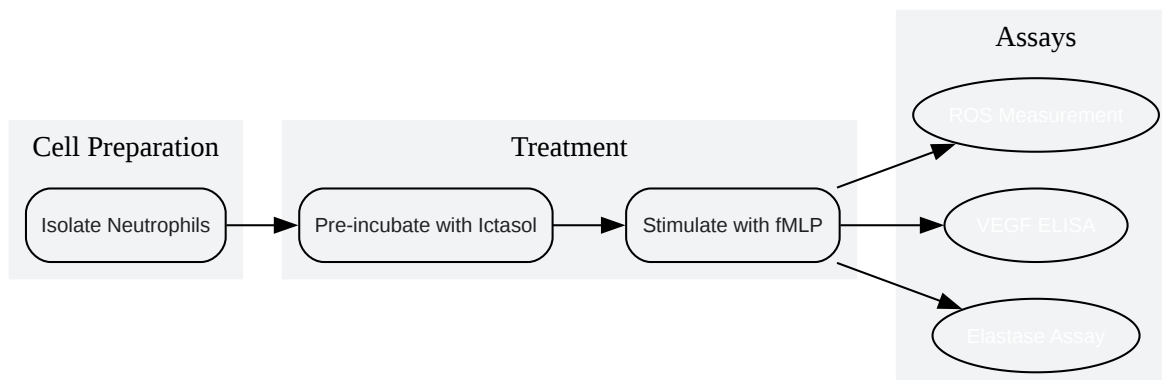 Cell Preparation
Isolate Neutrophils
Treatment
Pre-incubate with Ictasol
Stimulate with fMLP
Assays
ROS Measurement
VEGF ELISA
Elastase Assay